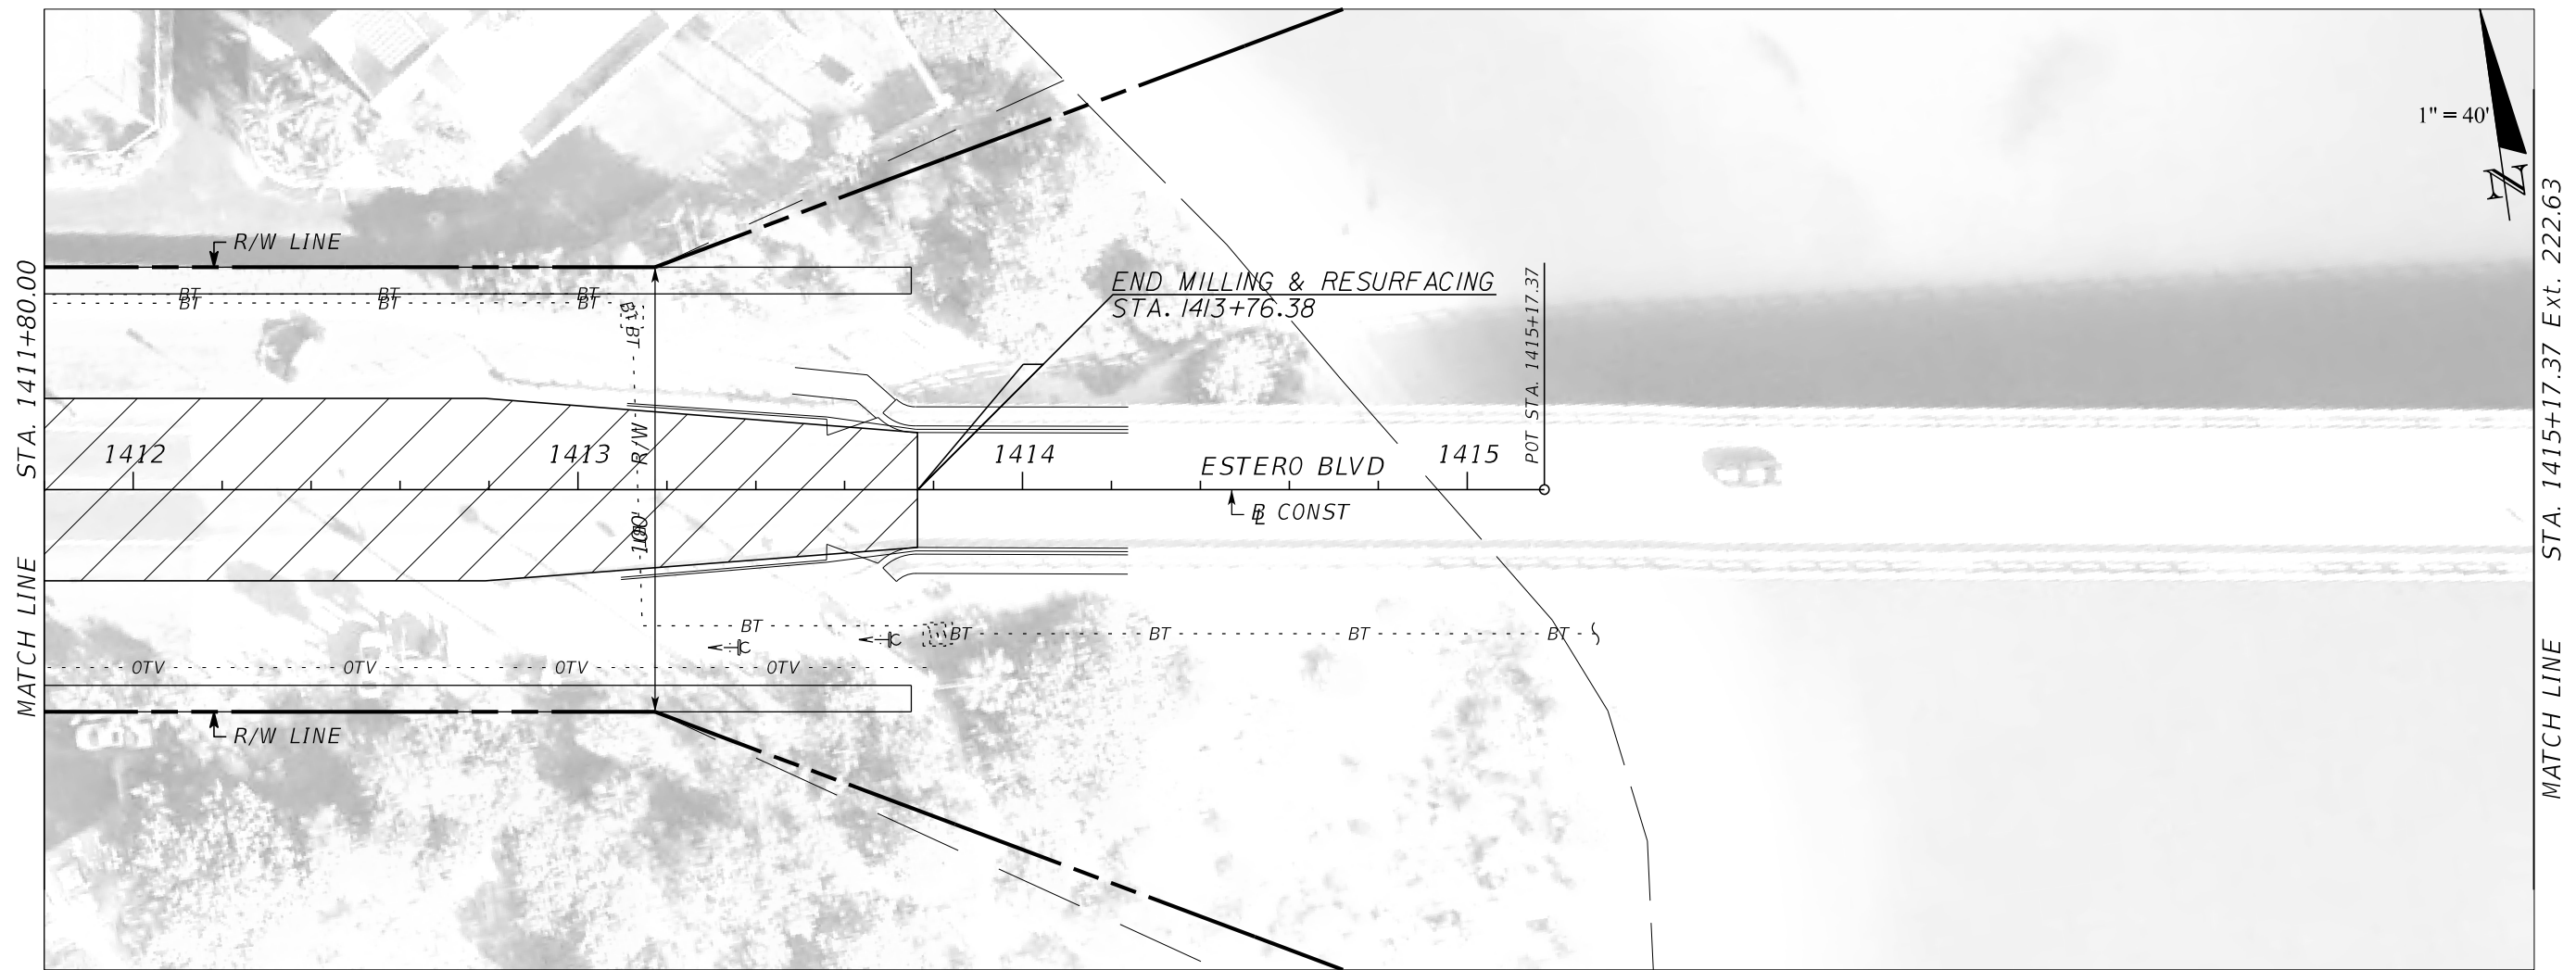 1" = 40'
N
R/W LINE
BT BT BT
BT BT BT
BT
BT
END MILLING & RESURFACING
STA. 1413+76.38
POT STA. 1415+17.37
MATCH LINE STA. 1411+80.00
MATCH LINE STA. 1415+17.37 Ext. 222.63
1412 1413 1414 1415
R/W
100'
ESTERO BLVD
BL CONST
BT BT BT BT BT
OTV OTV OTV OTV
R/W LINE